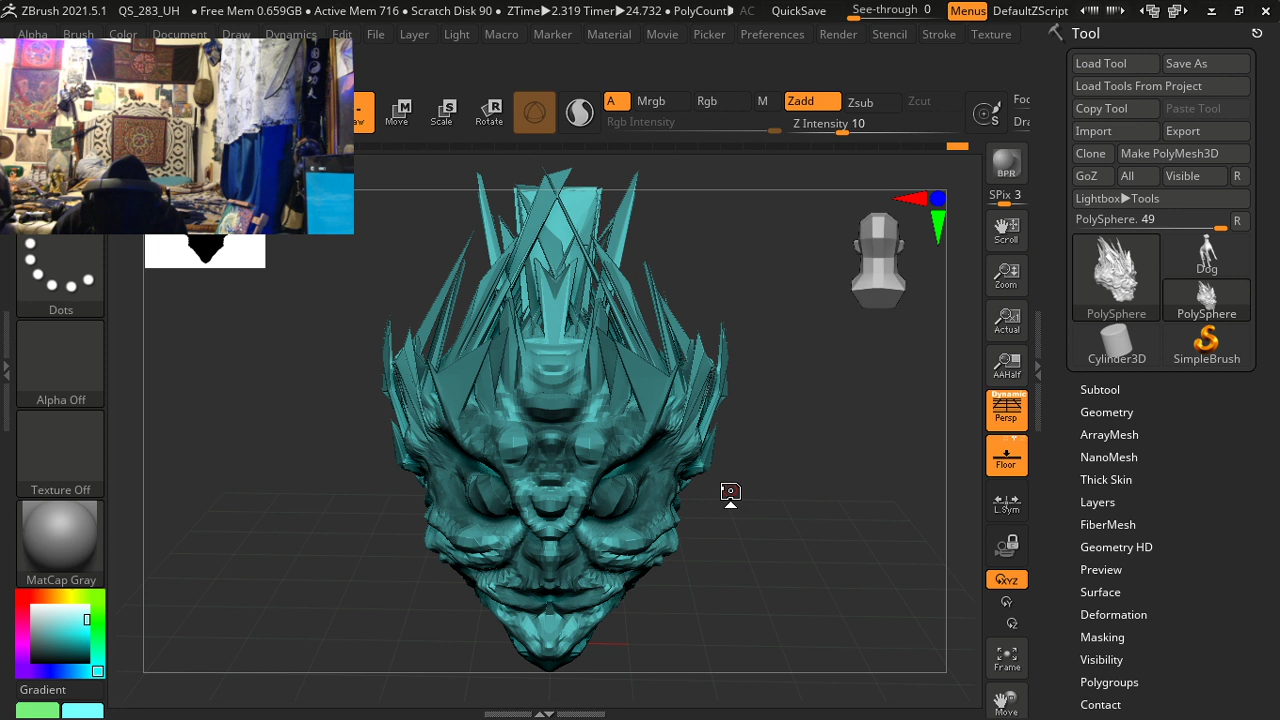 ZBrush 2021.5.1 QS_283_UH ● Free Mem 0.659GB ● Active Mem 716 ● Scratch Disk 90 ● ZTime▶2.319 Timer▶24.732 ● PolyCount▶ AC QuickSave See-through 0 Menus DefaultZScript
Alpha Brush Color Document Draw Dynamics Edit File Layer Light Macro Marker Material Movie Picker Preferences Render Stencil Stroke Texture
Tool
Load Tool Save As
Load Tools From Project
Copy Tool Paste Tool
Import Export
Clone Make PolyMesh3D
GoZ All Visible R
Lightbox▶Tools
PolySphere. 49 R
PolySphere Dog
PolySphere
Cylinder3D SimpleBrush
Subtool
Geometry
ArrayMesh
NanoMesh
Thick Skin
Layers
FiberMesh
Geometry HD
Preview
Surface
Deformation
Masking
Visibility
Polygroups
Contact
M Move
S Scale
R Rotate
A Mrgb Rgb M Zadd Zsub Zcut
Rgb Intensity Z Intensity 10
S Foc
Dra
BPR
SPix 3
Scroll
Zoom
Actual
AAHalf
Dynamic
Persp
Floor
L.Sym
XYZ
Frame
Move
Dots
Alpha Off
Texture Off
MatCap Gray
Gradient